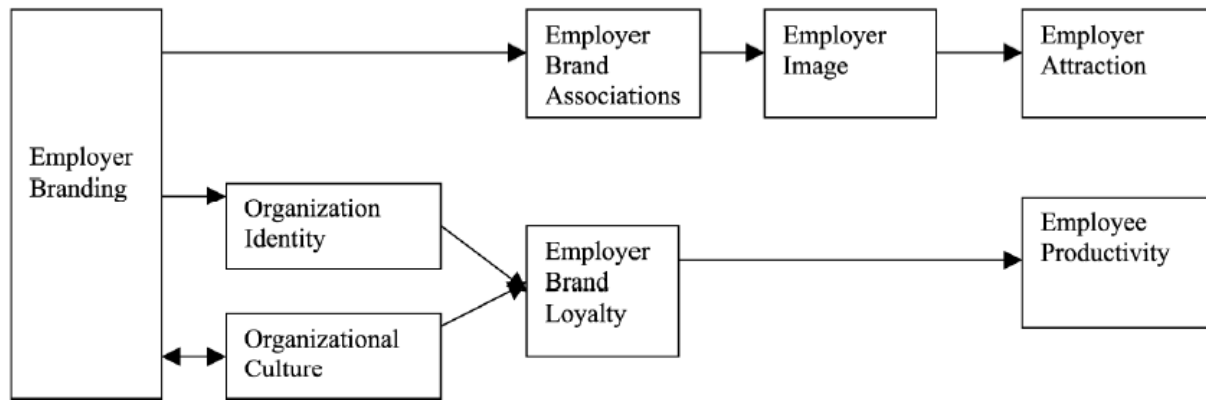 Employer
Brand
Associations
Employer
Image
Employer
Attraction
Employer
Branding
Organization
Identity
Employer
Brand
Loyalty
Employee
Productivity
Organizational
Culture